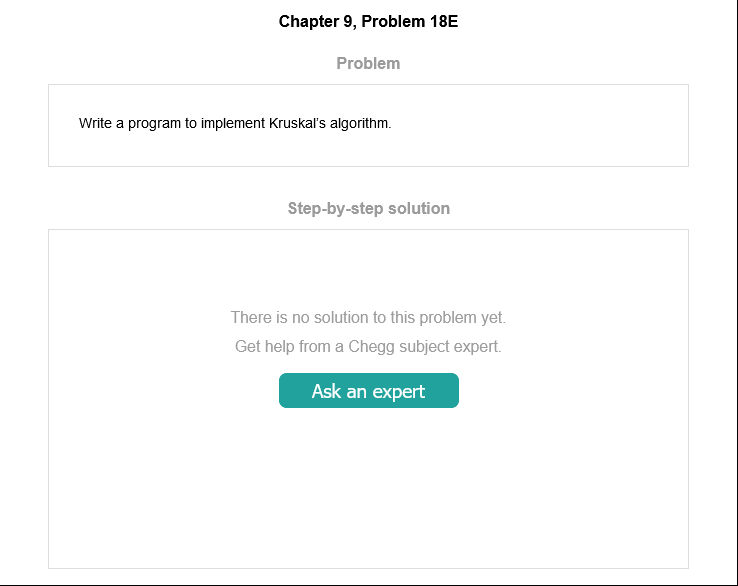 Chapter 9, Problem 18E
Problem
Write a program to implement Kruskal's algorithm.
Step-by-step solution
There is no solution to this problem yet.
Get help from a Chegg subject expert.
Ask an expert